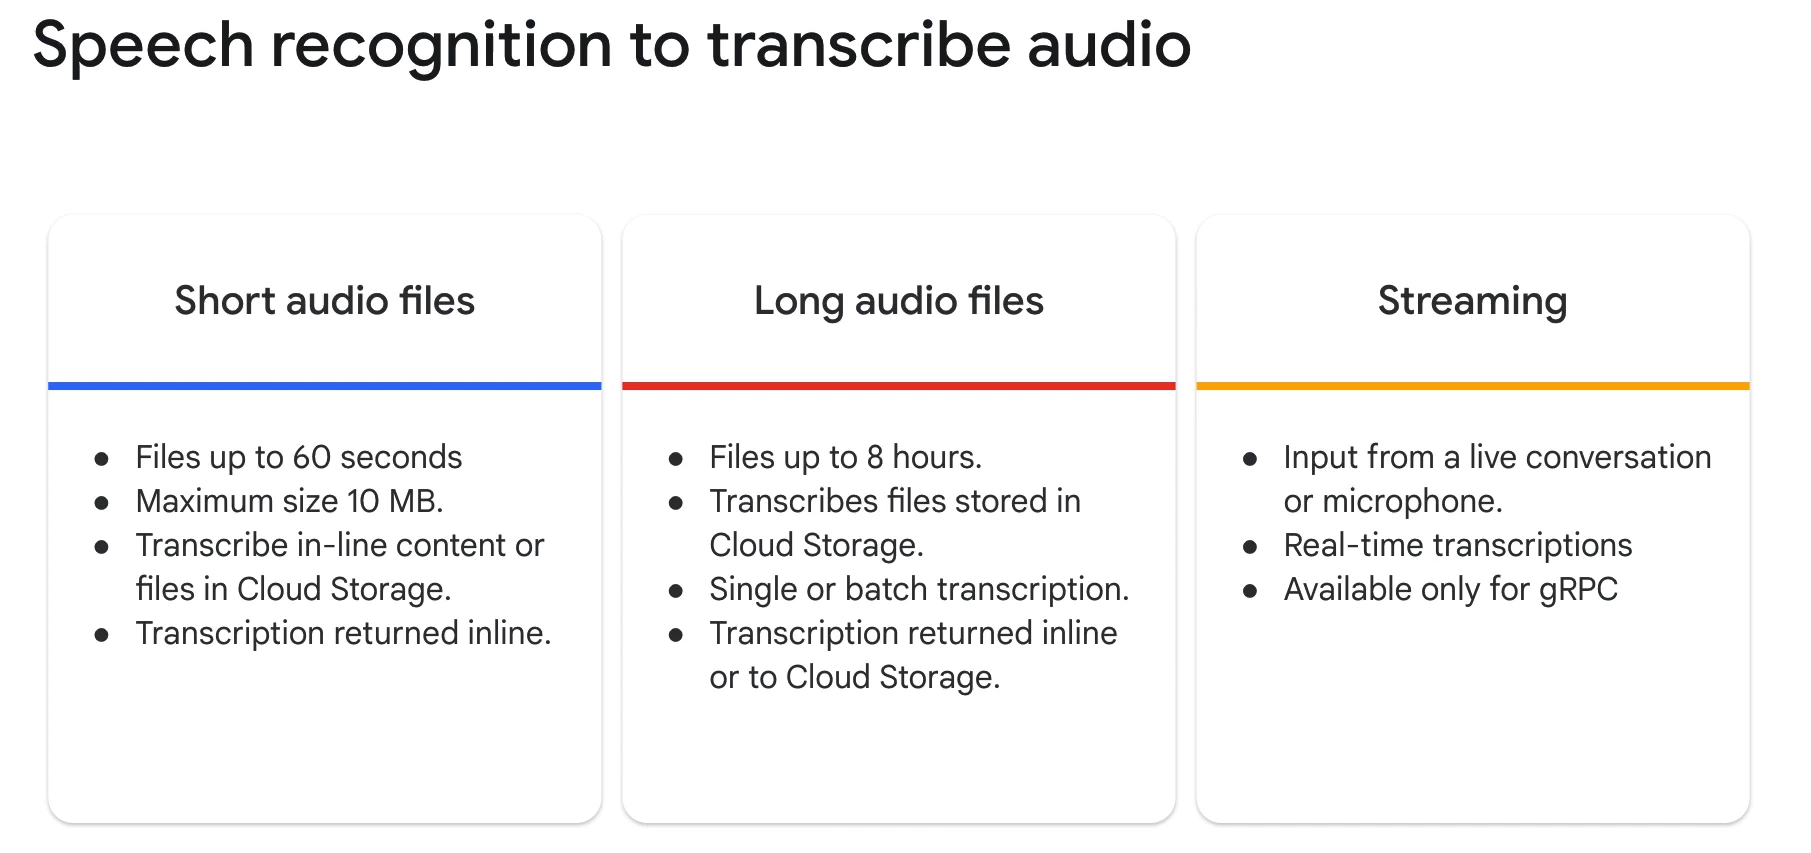 Speech recognition to transcribe audio
Short audio files
● Files up to 60 seconds
● Maximum size 10 MB.
● Transcribe in-line content or
files in Cloud Storage.
● Transcription returned inline.
Long audio files
● Files up to 8 hours.
● Transcribes files stored in
Cloud Storage.
● Single or batch transcription.
● Transcription returned inline
or to Cloud Storage.
Streaming
● Input from a live conversation
or microphone.
● Real-time transcriptions
● Available only for gRPC